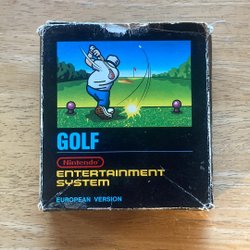 GOLF
Nintendo
ENTERTAINMENT
SYSTEM
EUROPEAN VERSION